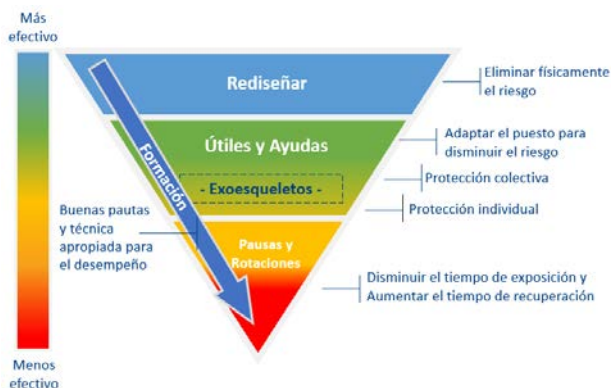 Más
efectivo
Rediseñar
Eliminar físicamente
el riesgo
Formación
Útiles y Ayudas
Adaptar el puesto para
disminuir el riesgo
- Exoesqueletos -
Protección colectiva
Protección individual
Buenas pautas
y técnica
apropiada para
el desempeño
Pausas y
Rotaciones
Disminuir el tiempo de exposición y
Aumentar el tiempo de recuperación
Menos
efectivo